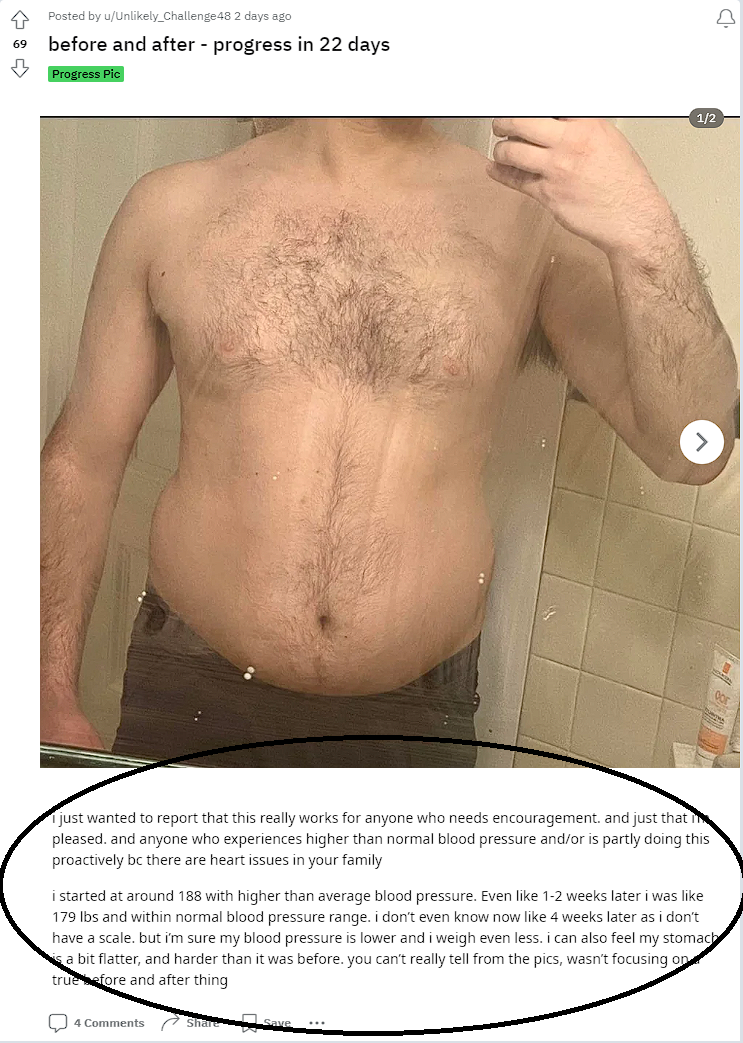 Posted by u/Unlikely_Challenge48 2 days ago
69
before and after - progress in 22 days
Progress Pic
1/2
i just wanted to report that this really works for anyone who needs encouragement. and just that i'm
pleased. and anyone who experiences higher than normal blood pressure and/or is partly doing this
proactively bc there are heart issues in your family
i started at around 188 with higher than average blood pressure. Even like 1-2 weeks later i was like
179 lbs and within normal blood pressure range. i don't even know now like 4 weeks later as i don't
have a scale. but i'm sure my blood pressure is lower and i weigh even less. i can also feel my stomach
is a bit flatter, and harder than it was before. you can't really tell from the pics, wasn't focusing on a
true before and after thing
4 Comments
Share
Save